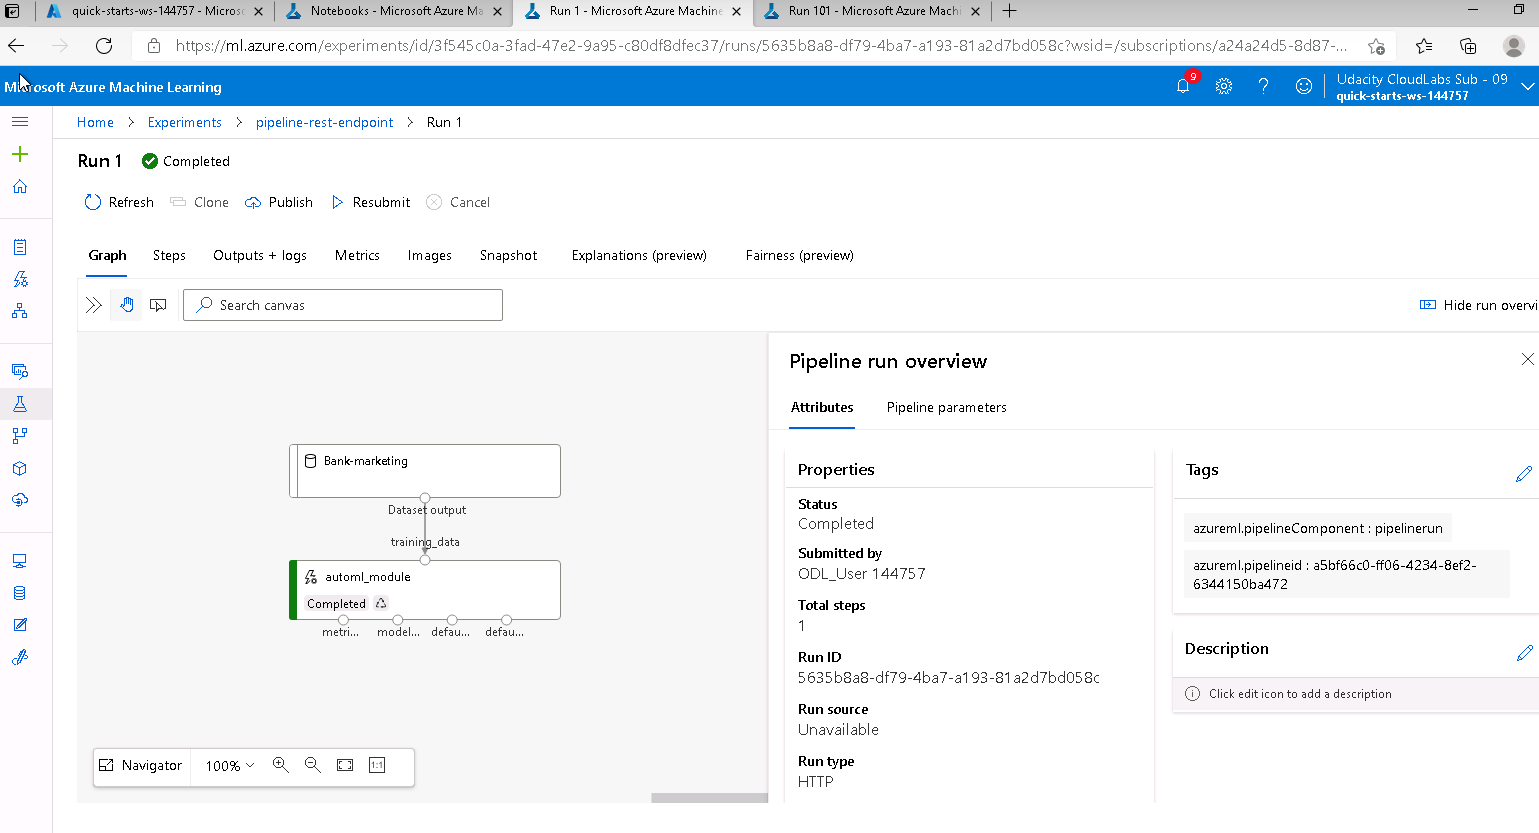 quick-starts-ws-144757 - Microso
Notebooks - Microsoft Azure Ma
Run 1 - Microsoft Azure Machine
Run 101 - Microsoft Azure Machi
https://ml.azure.com/experiments/id/3f545c0a-3fad-47e2-9a95-c80df8dfec37/runs/5635b8a8-df79-4ba7-a193-81a2d7bd058c?wsid=/subscriptions/a24a24d5-8d87-...
Microsoft Azure Machine Learning
9
Udacity CloudLabs Sub - 09
quick-starts-ws-144757
Home > Experiments > pipeline-rest-endpoint > Run 1
Run 1 Completed
Refresh Clone Publish Resubmit Cancel
Graph Steps Outputs + logs Metrics Images Snapshot Explanations (preview) Fairness (preview)
Search canvas
Hide run overvi
Bank-marketing
Dataset output
training_data
automl_module
Completed
metri... model... defau... defau...
Navigator 100% 1:1
Pipeline run overview
Attributes Pipeline parameters
Properties
Status
Completed
Submitted by
ODL_User 144757
Total steps
1
Run ID
5635b8a8-df79-4ba7-a193-81a2d7bd058c
Run source
Unavailable
Run type
HTTP
Tags
azureml.pipelineComponent : pipelinerun
azureml.pipelineid : a5bf66c0-ff06-4234-8ef2-
6344150ba472
Description
Click edit icon to add a description